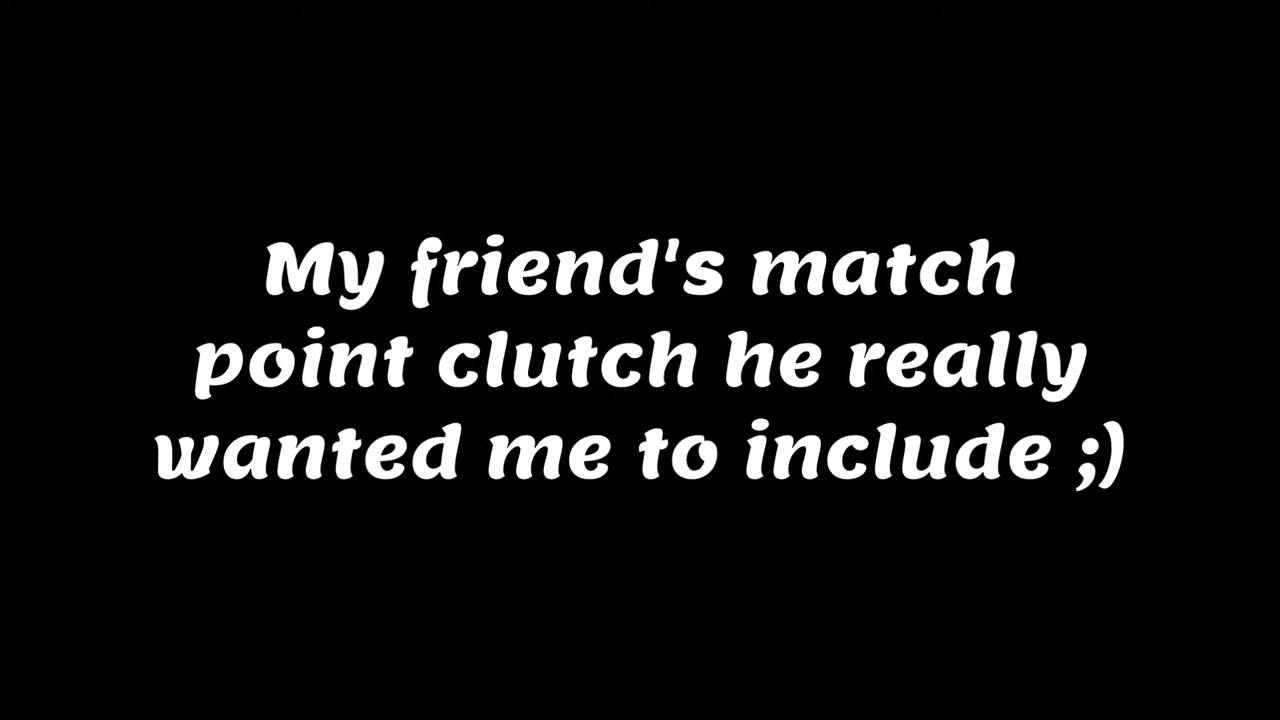 My friend's match
point clutch he really
wanted me to include ;)